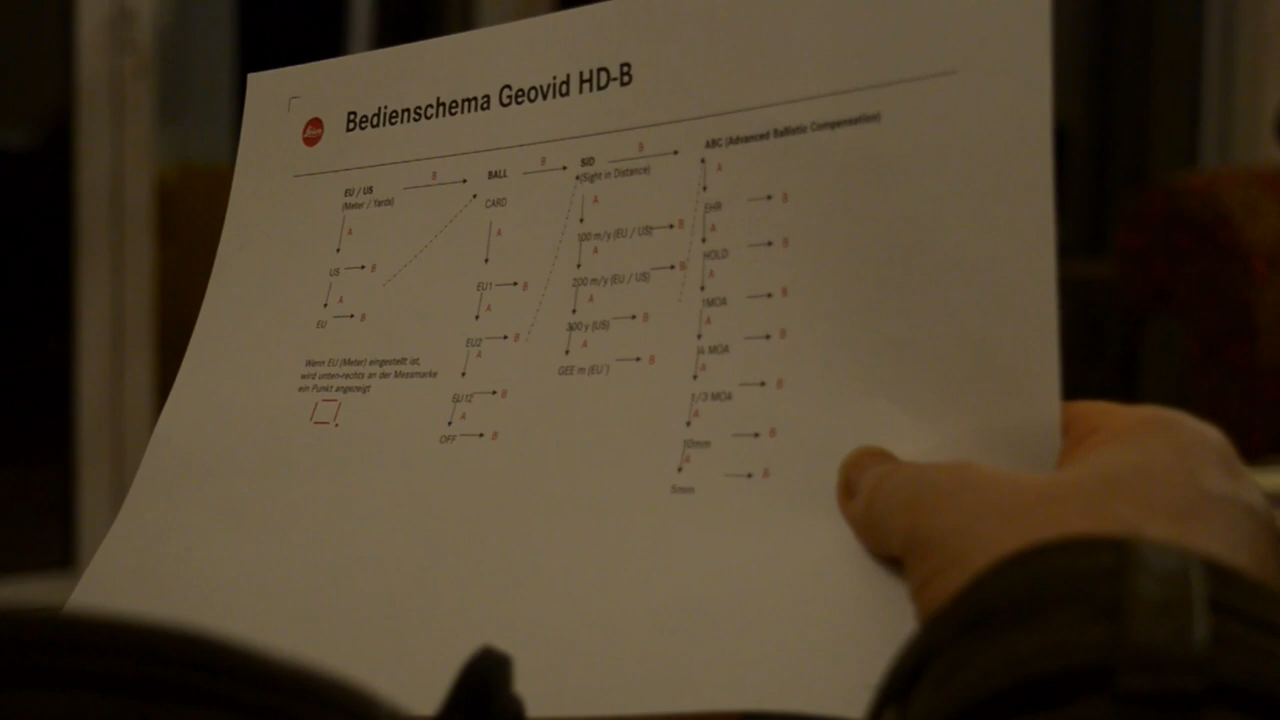 Leica
Bedienschema Geovid HD-B
EU / US
(Meter / Yards)
B
BALL
B
SID
(Sight in Distance)
B
ABC (Advanced Ballistic Compensation)
A
US
B
A
EU
B
Wenn EU (Meter) eingestellt ist,
wird unten-rechts an der Messmarke
ein Punkt angezeigt
CARD
A
EU1
B
A
EU2
B
A
EU12
B
A
OFF
B
A
100 m/y (EU / US)
B
A
200 m/y (EU / US)
B
A
300 y (US)
B
A
GEE m (EU )
B
A
EHR
B
A
HOLD
B
A
1MOA
B
A
MOA
B
A
1/3 MOA
B
A
10mm
B
A
5mm
B